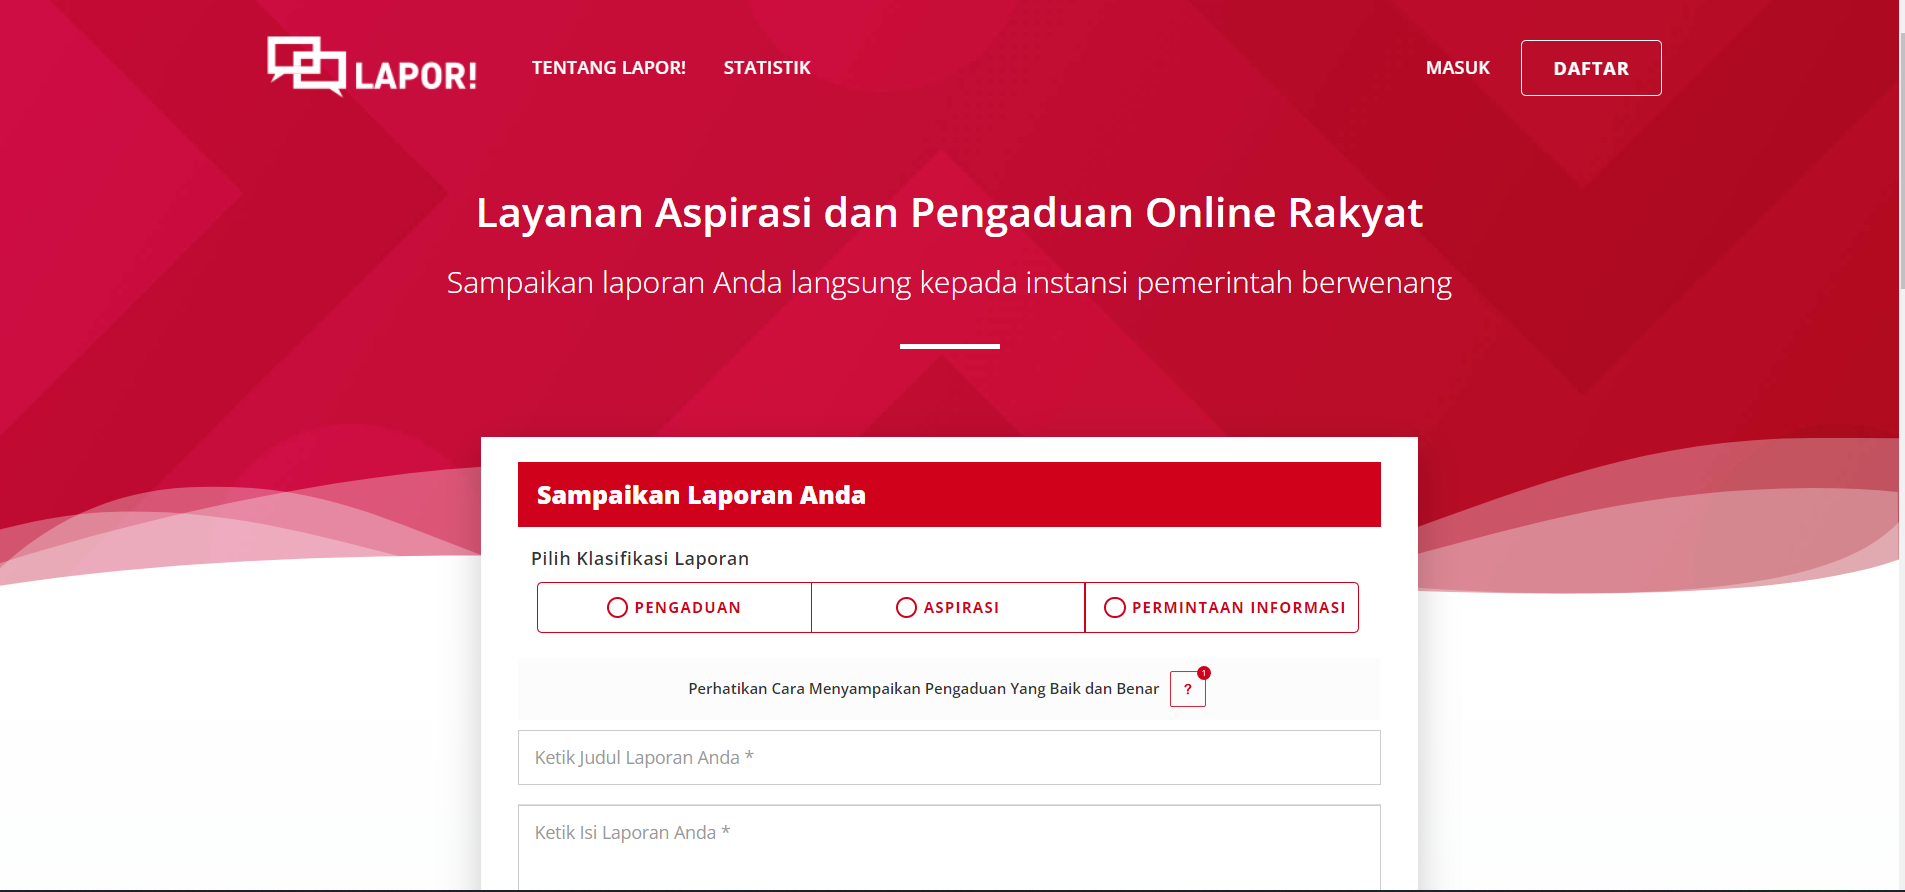 LAPOR!
TENTANG LAPOR!
STATISTIK
MASUK
DAFTAR
Layanan Aspirasi dan Pengaduan Online Rakyat
Sampaikan laporan Anda langsung kepada instansi pemerintah berwenang
Sampaikan Laporan Anda
Pilih Klasifikasi Laporan
PENGADUAN
ASPIRASI
PERMINTAAN INFORMASI
Perhatikan Cara Menyampaikan Pengaduan Yang Baik dan Benar
?
1
Ketik Judul Laporan Anda *
Ketik Isi Laporan Anda *